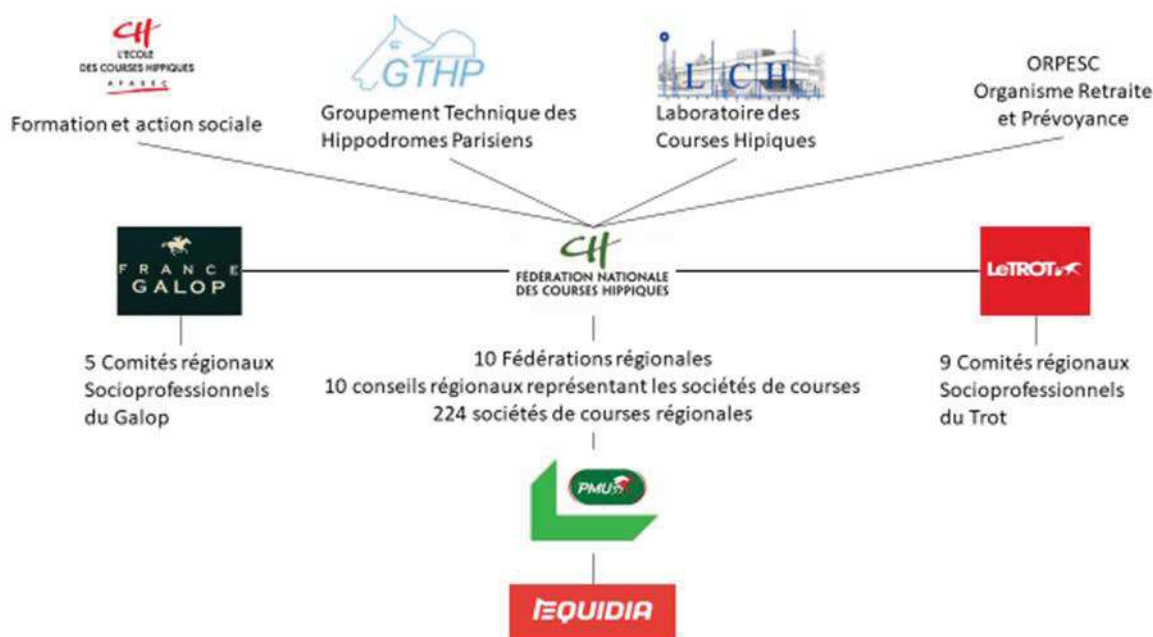 CH
L'ECOLE
DES COURSES HIPPIQUES
AFASEC
Formation et action sociale
GTHP
Groupement Technique des
Hippodromes Parisiens
LCH
Laboratoire des
Courses Hipiques
ORPESC
Organisme Retraite
et Prévoyance
FRANCE
GALOP
CH
FÉDÉRATION NATIONALE
DES COURSES HIPPIQUES
LeTROT
5 Comités régionaux
Socioprofessionnels
du Galop
10 Fédérations régionales
10 conseils régionaux représentant les sociétés de courses
224 sociétés de courses régionales
9 Comités régionaux
Socioprofessionnels
du Trot
PMU
EQUIDIA